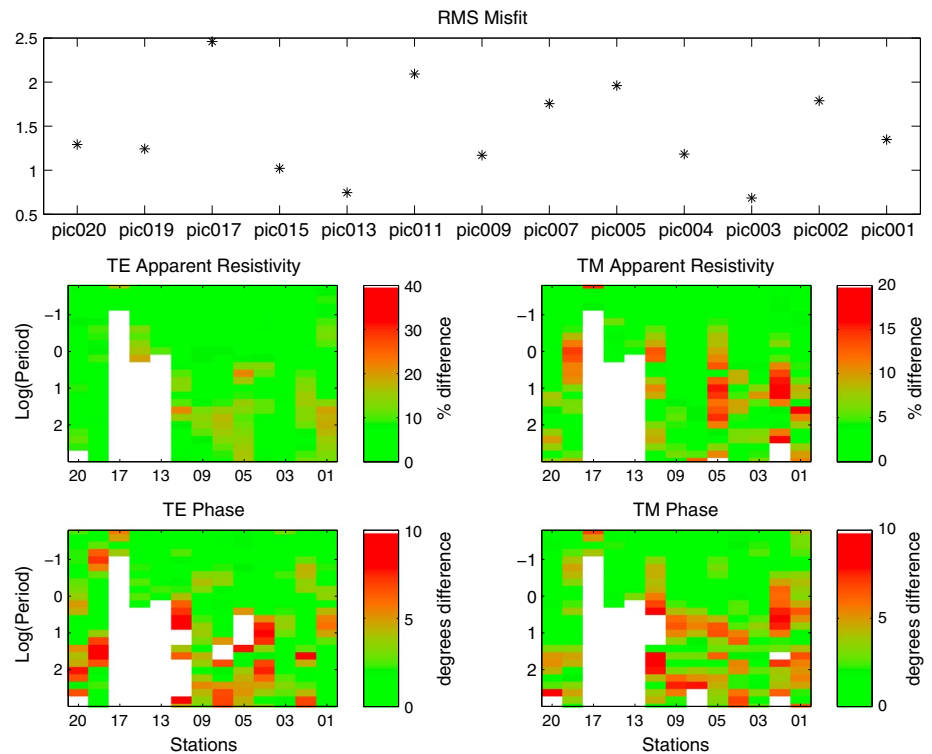 RMS Misfit
2.5
2
1.5
1
0.5
pic020 pic019 pic017 pic015 pic013 pic011 pic009 pic007 pic005 pic004 pic003 pic002 pic001
TE Apparent Resistivity
Log(Period)
−1
0
1
2
20 17 13 09 05 03 01
40
30
20
10
0
% difference
TM Apparent Resistivity
−1
0
1
2
20 17 13 09 05 03 01
20
15
10
5
0
% difference
TE Phase
Log(Period)
−1
0
1
2
20 17 13 09 05 03 01
Stations
10
5
0
degrees difference
TM Phase
−1
0
1
2
20 17 13 09 05 03 01
Stations
10
5
0
degrees difference